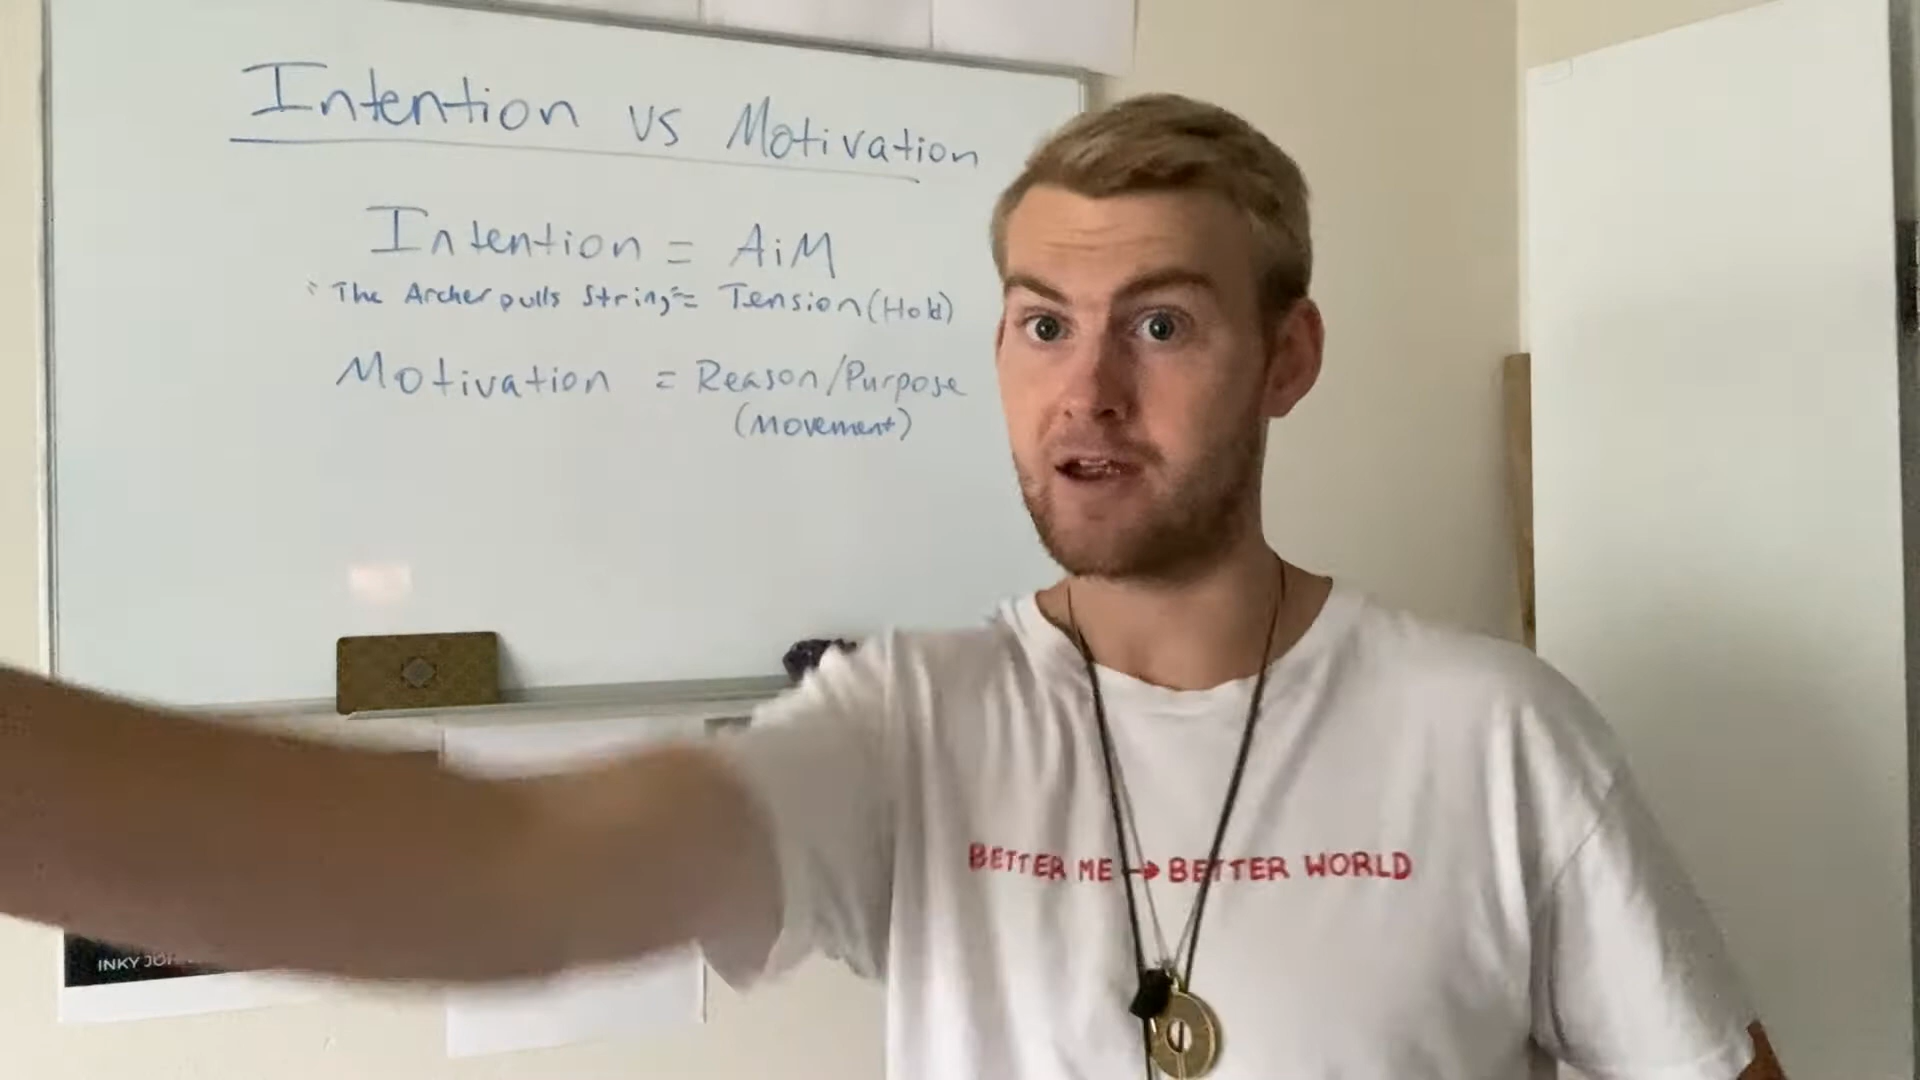 Intention vs Motivation
Intention = AiM
"The Archer pulls String" = Tension (Hold)
Motivation = Reason/Purpose
(Movement)
BETTER ME → BETTER WORLD
INKY